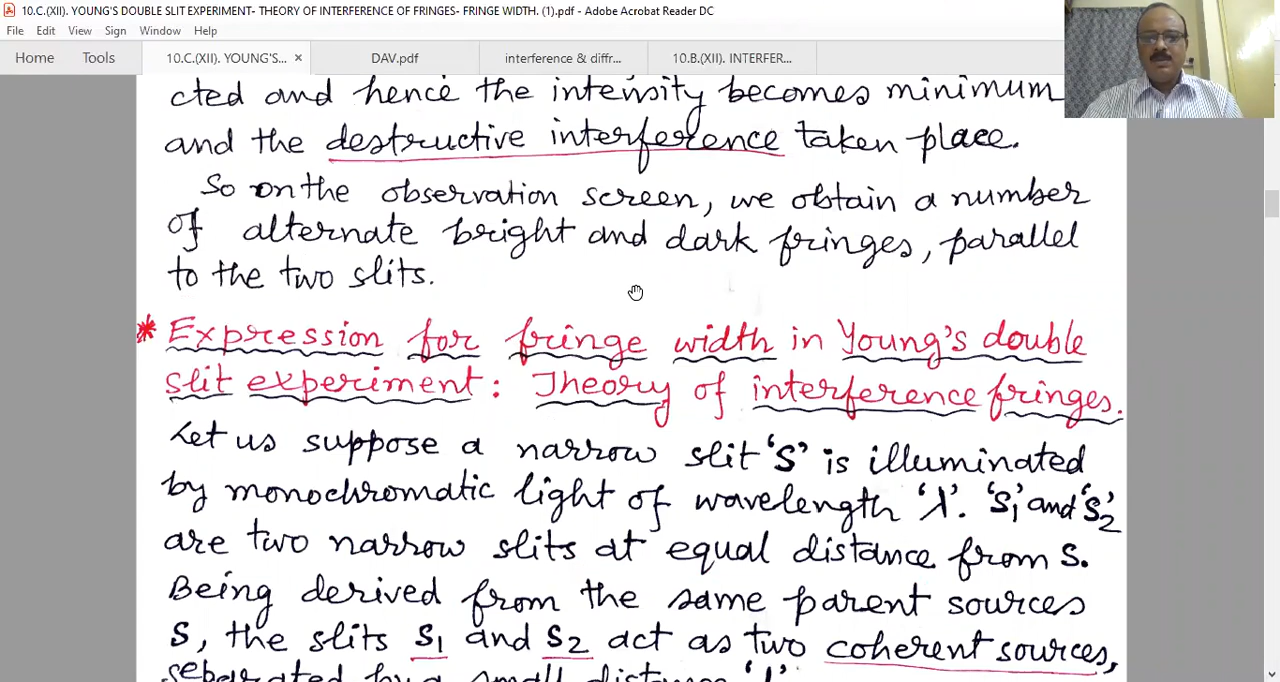 10.C.(XII). YOUNG'S DOUBLE SLIT EXPERIMENT- THEORY OF INTERFERENCE OF FRINGES- FRINGE WIDTH. (1).pdf - Adobe Acrobat Reader DC
File Edit View Sign Window Help
Home Tools 10.C.(XII). YOUNG'S... × DAV.pdf interference & diffr... 10.B.(XII). INTERFER...
cted and hence the intensity becomes minimum
and the destructive interference taken place.
So on the observation screen, we obtain a number
of alternate bright and dark fringes, parallel
to the two slits.
* Expression for fringe width in Young's double
slit experiment: Theory of interference fringes.
Let us suppose a narrow slit 'S' is illuminated
by monochromatic light of wavelength 'λ'. 'S₁' and 'S₂'
are two narrow slits at equal distance from S.
Being derived from the same parent sources
S, the slits S₁ and S₂ act as two coherent sources,
separated by a small distance 'd'